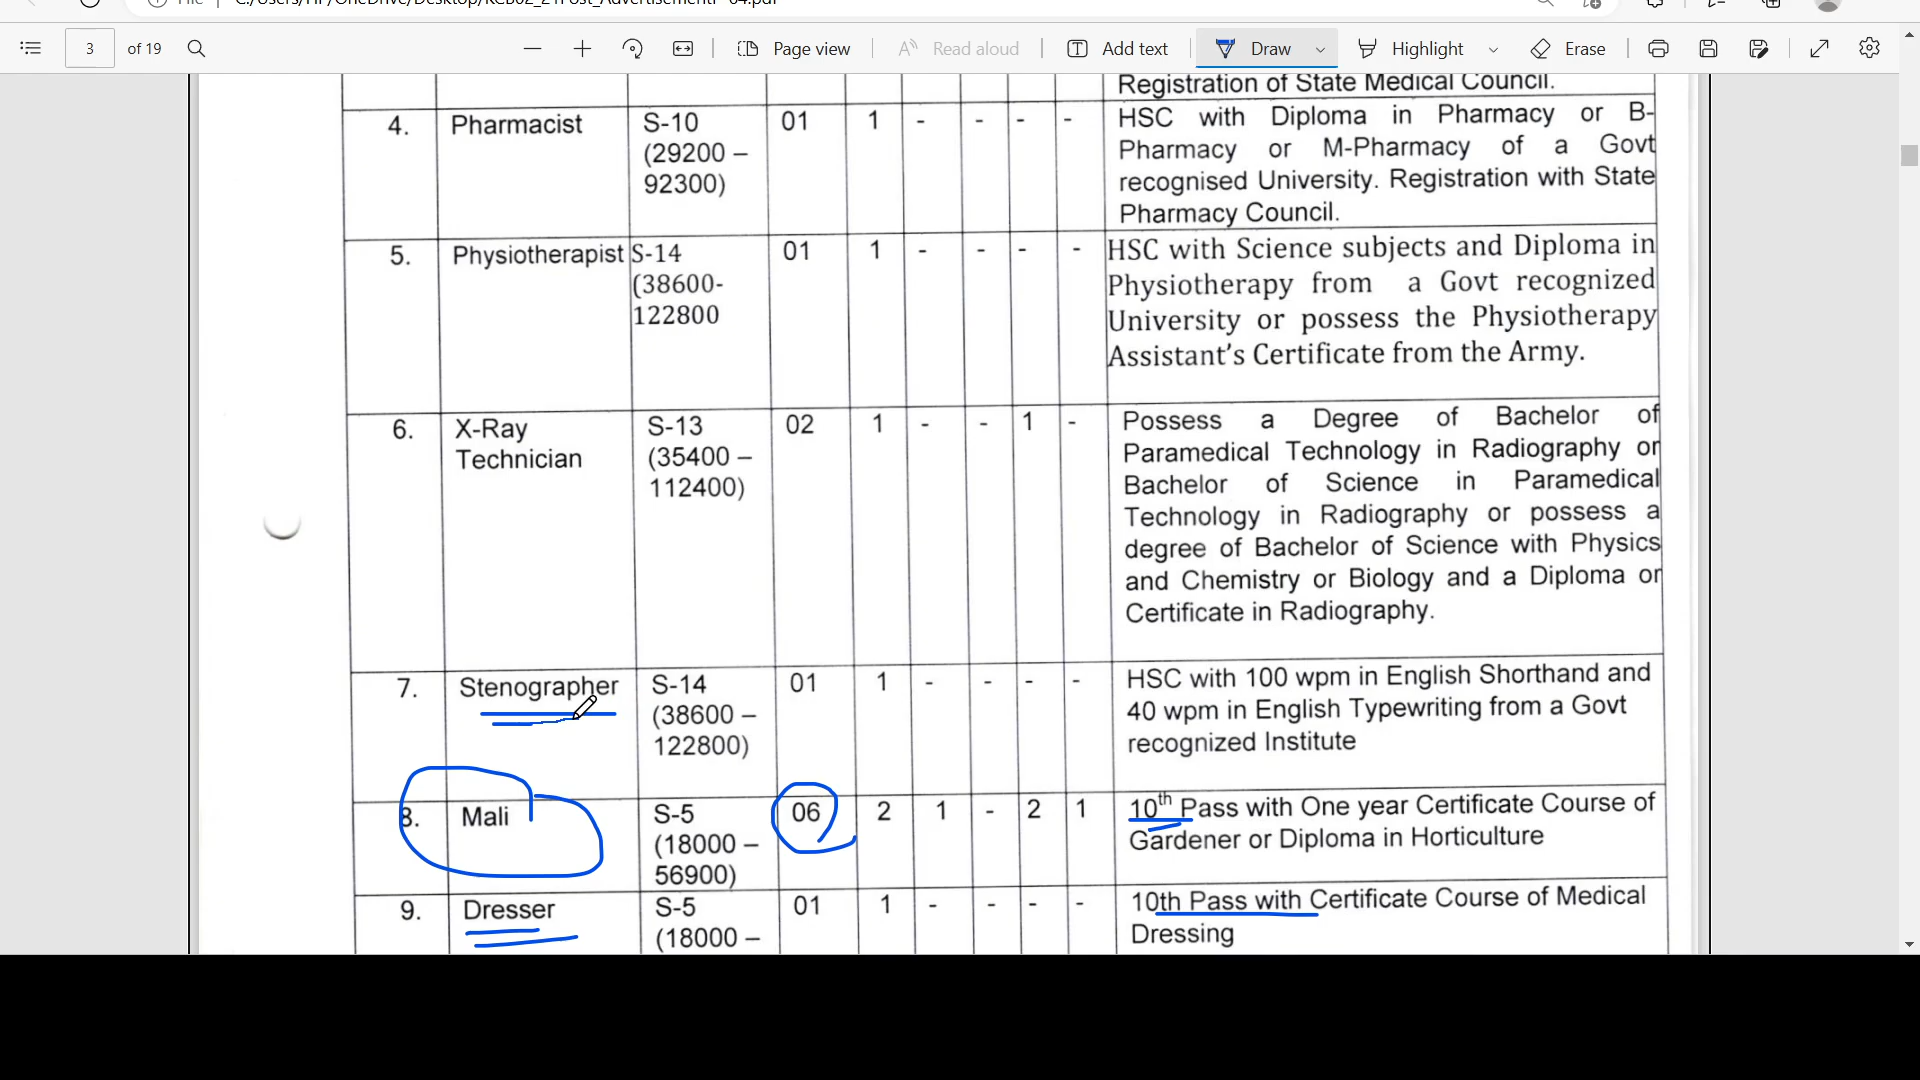 3 of 19
Page view
Read aloud
Add text
Draw
Highlight
Erase
Registration of State Medical Council.
4. Pharmacist S-10 01 1 - - - - HSC with Diploma in Pharmacy or B-
(29200 – Pharmacy or M-Pharmacy of a Govt
92300) recognised University. Registration with State
Pharmacy Council.
5. Physiotherapist S-14 01 1 - - - - HSC with Science subjects and Diploma in
(38600- Physiotherapy from a Govt recognized
122800 University or possess the Physiotherapy
Assistant's Certificate from the Army.
6. X-Ray S-13 02 1 - - 1 - Possess a Degree of Bachelor of
Technician (35400 – Paramedical Technology in Radiography or
112400) Bachelor of Science in Paramedical
Technology in Radiography or possess a
degree of Bachelor of Science with Physics
and Chemistry or Biology and a Diploma or
Certificate in Radiography.
7. Stenographer S-14 01 1 - - - - HSC with 100 wpm in English Shorthand and
(38600 – 40 wpm in English Typewriting from a Govt
122800) recognized Institute
8. Mali S-5 06 2 1 - 2 1 10th Pass with One year Certificate Course of
(18000 – Gardener or Diploma in Horticulture
56900)
9. Dresser S-5 01 1 - - - - 10th Pass with Certificate Course of Medical
(18000 – Dressing